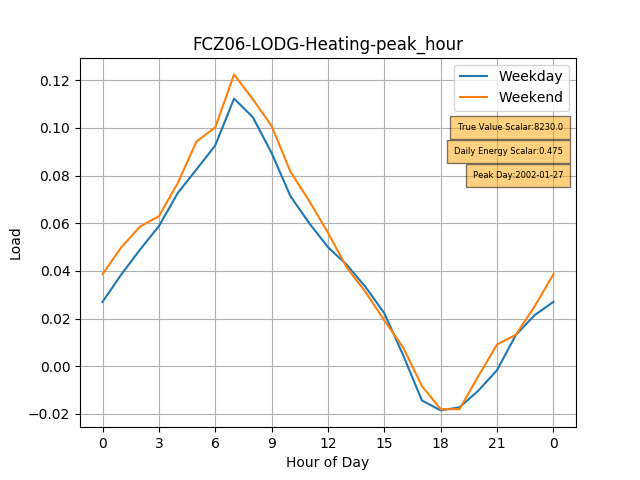 FCZ06-LODG-Heating-peak_hour
Weekday
Weekend
True Value Scalar:8230.0
Daily Energy Scalar:0.475
Peak Day:2002-01-27
Load
0.12
0.10
0.08
0.06
0.04
0.02
0.00
−0.02
0 3 6 9 12 15 18 21 0
Hour of Day